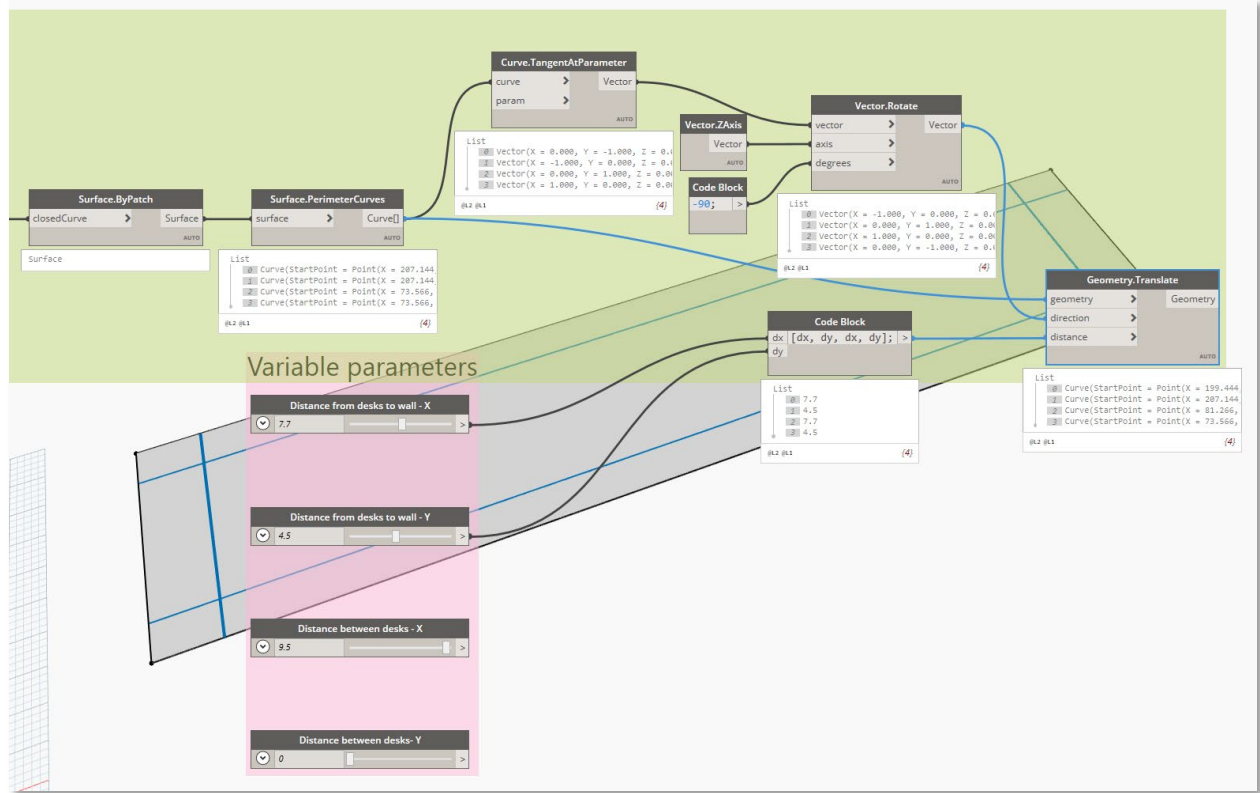 Curve.TangentAtParameter
curve > Vector
param >
AUTO
List
0 Vector(X = 0.000, Y = -1.000, Z = 0.0
1 Vector(X = -1.000, Y = 0.000, Z = 0.0
2 Vector(X = 0.000, Y = 1.000, Z = 0.00
3 Vector(X = 1.000, Y = 0.000, Z = 0.00
@L2 @L1 {4}
Vector.ZAxis
Vector
AUTO
Code Block
-90; >
Vector.Rotate
vector > Vector
axis >
degrees >
AUTO
List
0 Vector(X = -1.000, Y = 0.000, Z = 0.0
1 Vector(X = 0.000, Y = 1.000, Z = 0.00
2 Vector(X = 1.000, Y = 0.000, Z = 0.00
3 Vector(X = 0.000, Y = -1.000, Z = 0.0
@L2 @L1 {4}
Surface.ByPatch
closedCurve > Surface
AUTO
Surface
Surface.PerimeterCurves
surface > Curve[]
AUTO
List
0 Curve(StartPoint = Point(X = 207.144,
1 Curve(StartPoint = Point(X = 207.144,
2 Curve(StartPoint = Point(X = 73.566,
3 Curve(StartPoint = Point(X = 73.566,
@L2 @L1 {4}
Geometry.Translate
geometry > Geometry
direction >
distance >
AUTO
List
0 Curve(StartPoint = Point(X = 199.444,
1 Curve(StartPoint = Point(X = 207.144,
2 Curve(StartPoint = Point(X = 81.266,
3 Curve(StartPoint = Point(X = 73.566,
@L2 @L1 {4}
Code Block
dx [dx, dy, dx, dy]; >
dy
List
0 7.7
1 4.5
2 7.7
3 4.5
@L2 @L1 {4}
Variable parameters
Distance from desks to wall - X
7.7 >
Distance from desks to wall - Y
4.5 >
Distance between desks - X
9.5 >
Distance between desks- Y
0 >